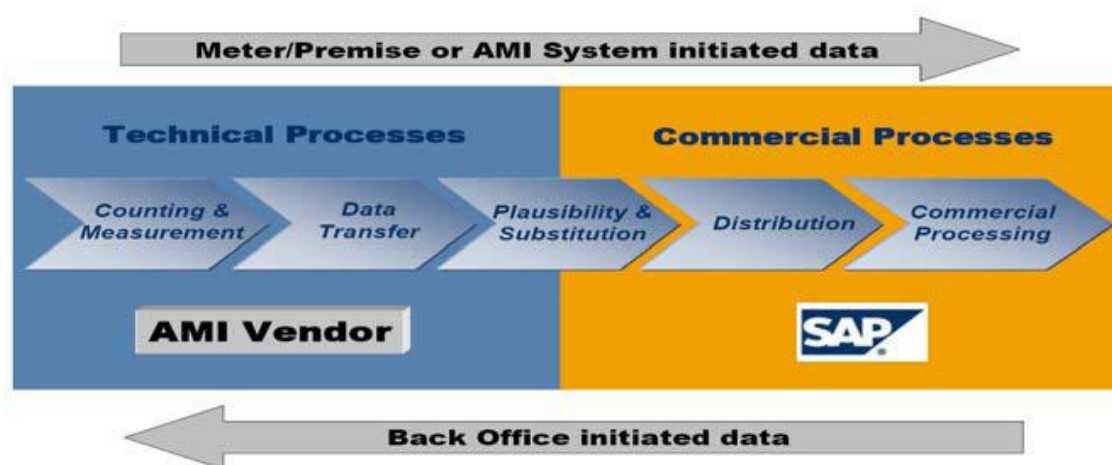 Meter/Premise or AMI System initiated data
Technical Processes
Commercial Processes
Counting &
Measurement
Data
Transfer
Plausibility &
Substitution
Distribution
Commercial
Processing
AMI Vendor
SAP
Back Office initiated data